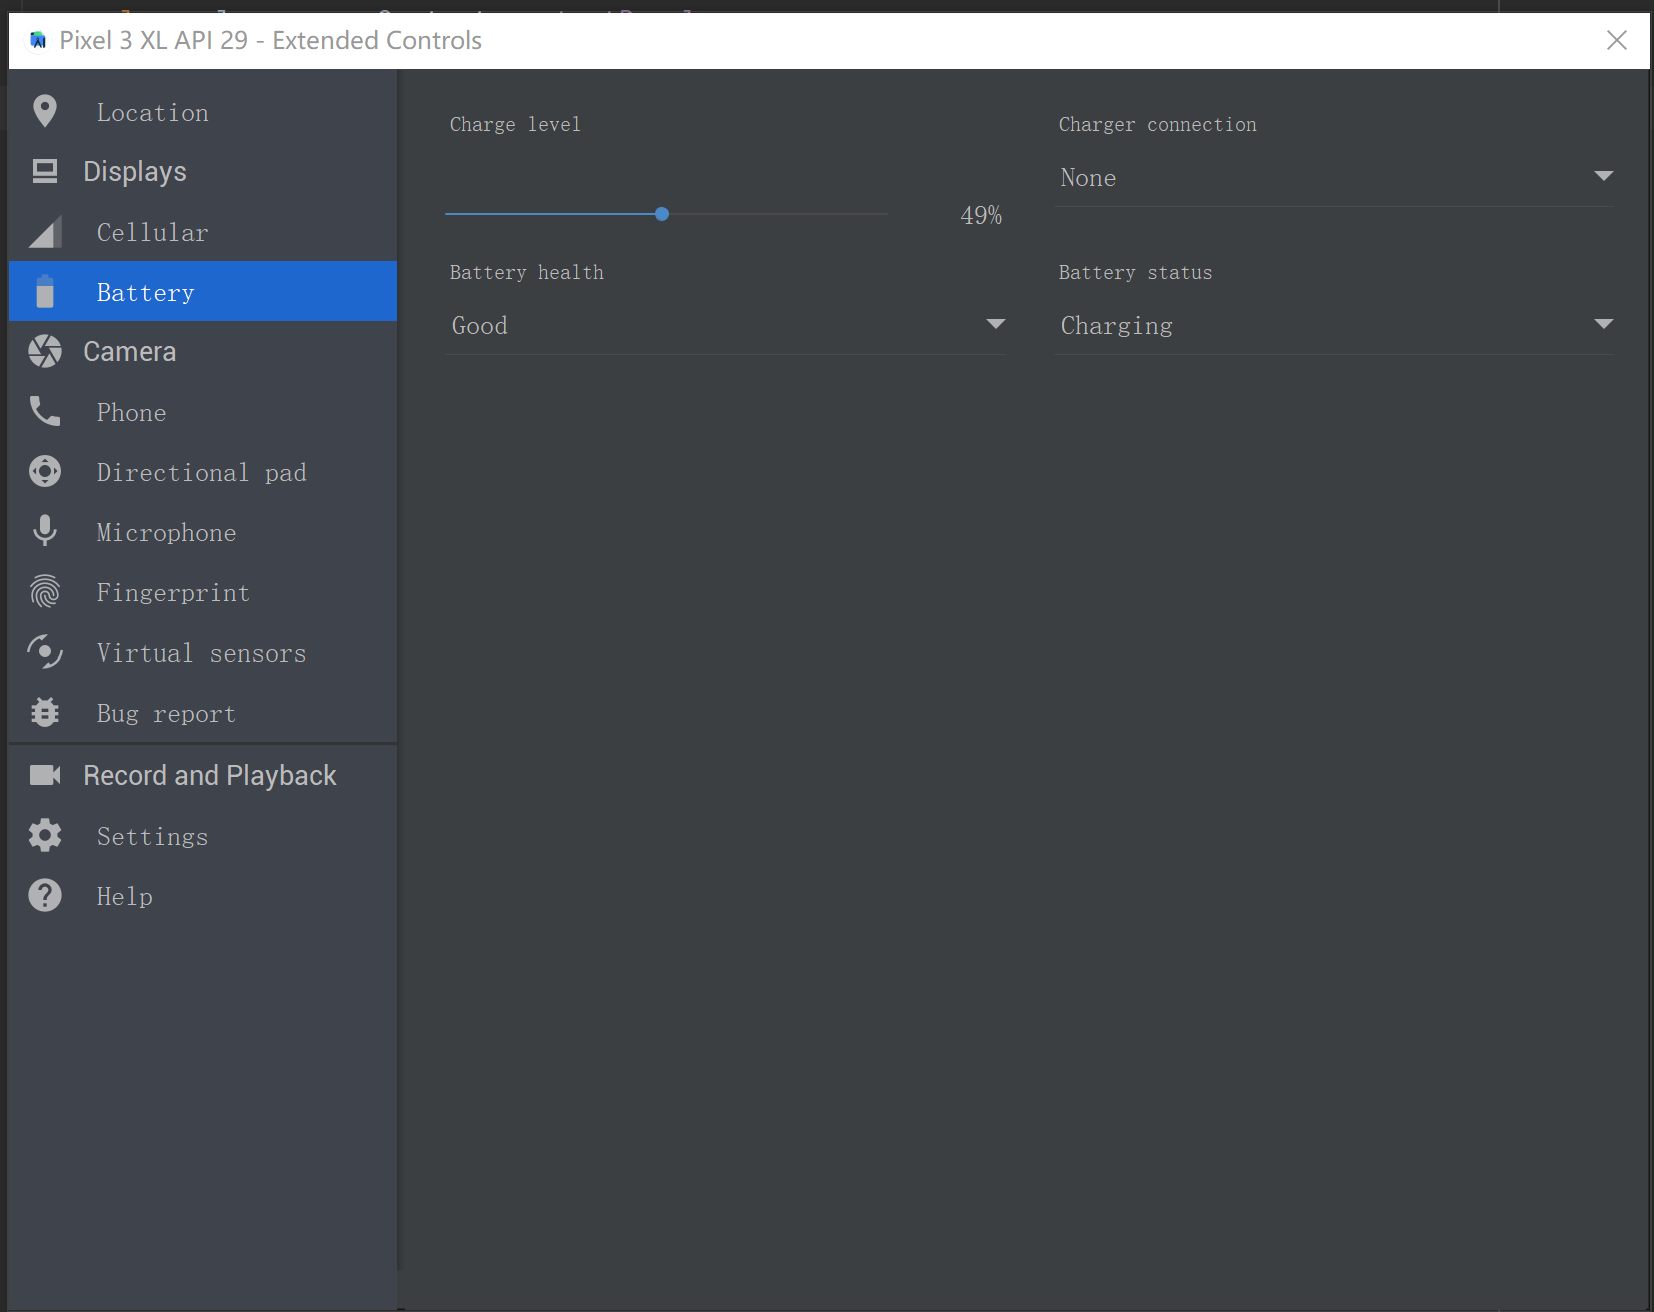 Pixel 3 XL API 29 - Extended Controls
Location
Displays
Cellular
Battery
Camera
Phone
Directional pad
Microphone
Fingerprint
Virtual sensors
Bug report
Record and Playback
Settings
Help
Charge level
49%
Charger connection
None
Battery health
Good
Battery status
Charging